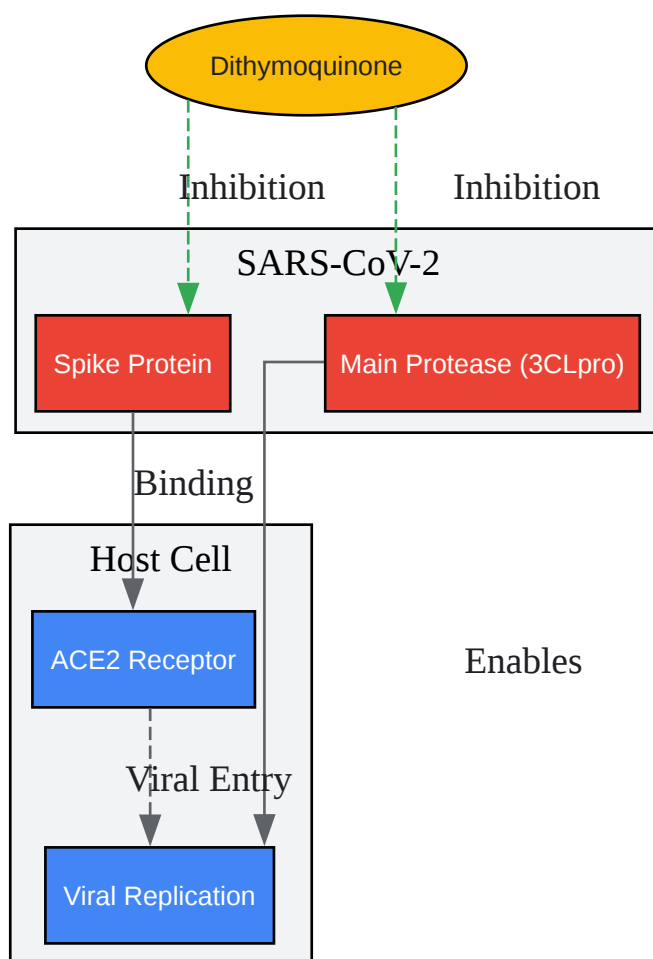 Dithymoquinone
Inhibition
Inhibition
SARS-CoV-2
Spike Protein
Main Protease (3CLpro)
Binding
Host Cell
ACE2 Receptor
Enables
Viral Entry
Viral Replication